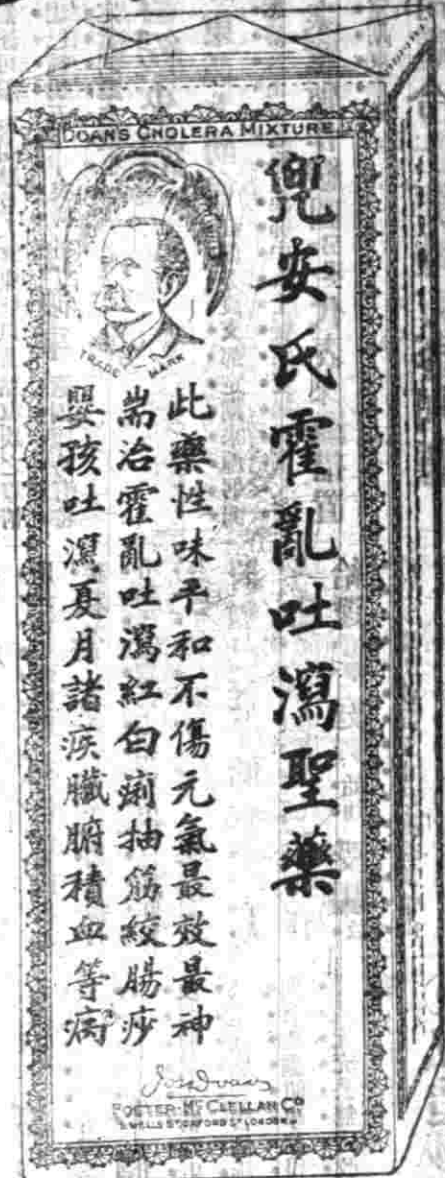 DOAN'S CHOLERA MIXTURE
兜安氏霍亂吐瀉聖藥
TRADE MARK
此藥性味平和不傷元氣最效最神
耑治霍亂吐瀉紅白痢抽筋絞腸痧
嬰孩吐瀉夏月諸疾臟腑積血等病
FOSTER-McCLELLAN Co